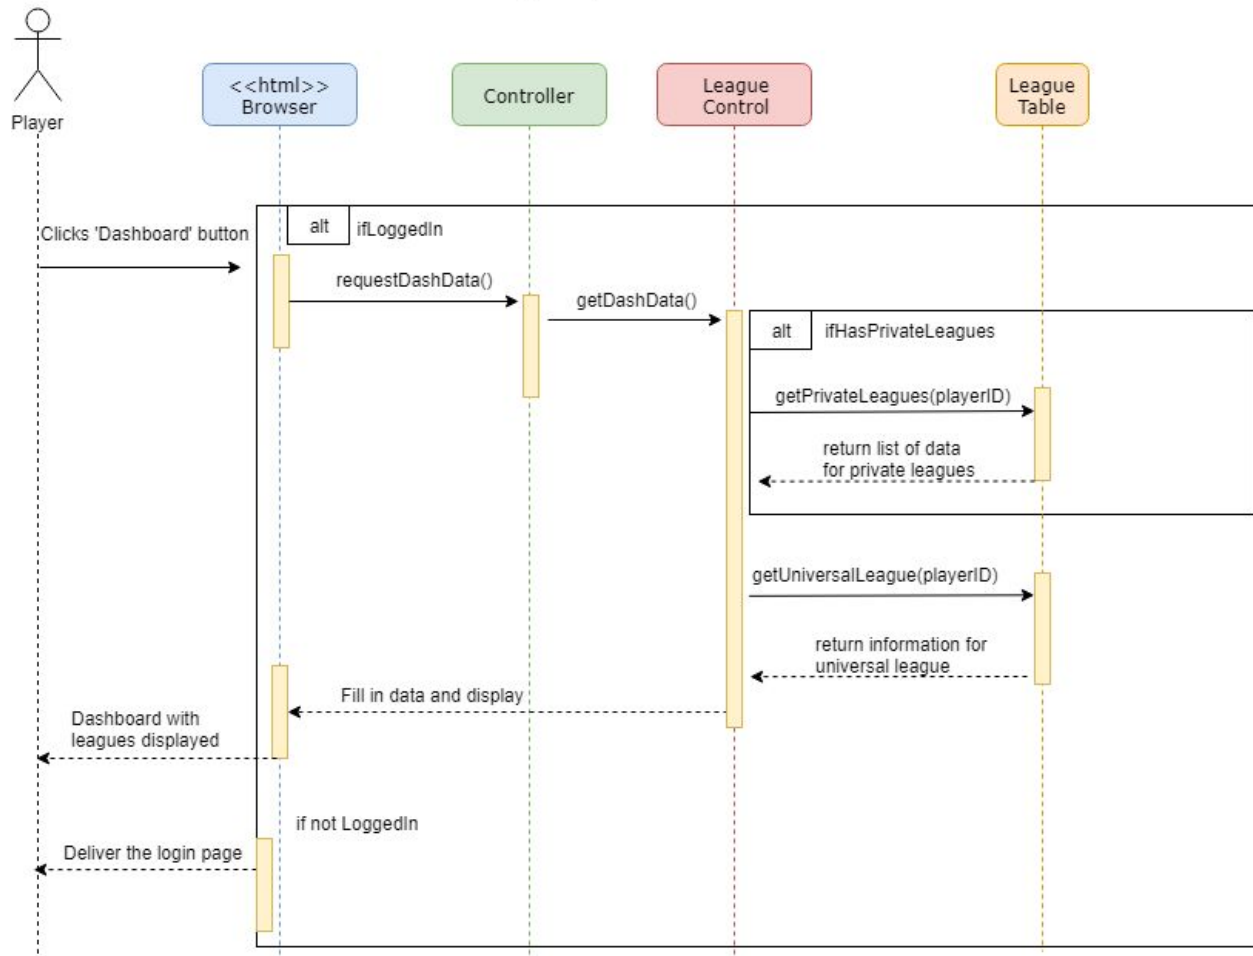 Player
<<html>>
Browser
Controller
League
Control
League
Table
alt
ifLoggedIn
Clicks 'Dashboard' button
requestDashData()
getDashData()
alt
ifHasPrivateLeagues
getPrivateLeagues(playerID)
return list of data
for private leagues
getUniversalLeague(playerID)
return information for
universal league
Fill in data and display
Dashboard with
leagues displayed
if not LoggedIn
Deliver the login page